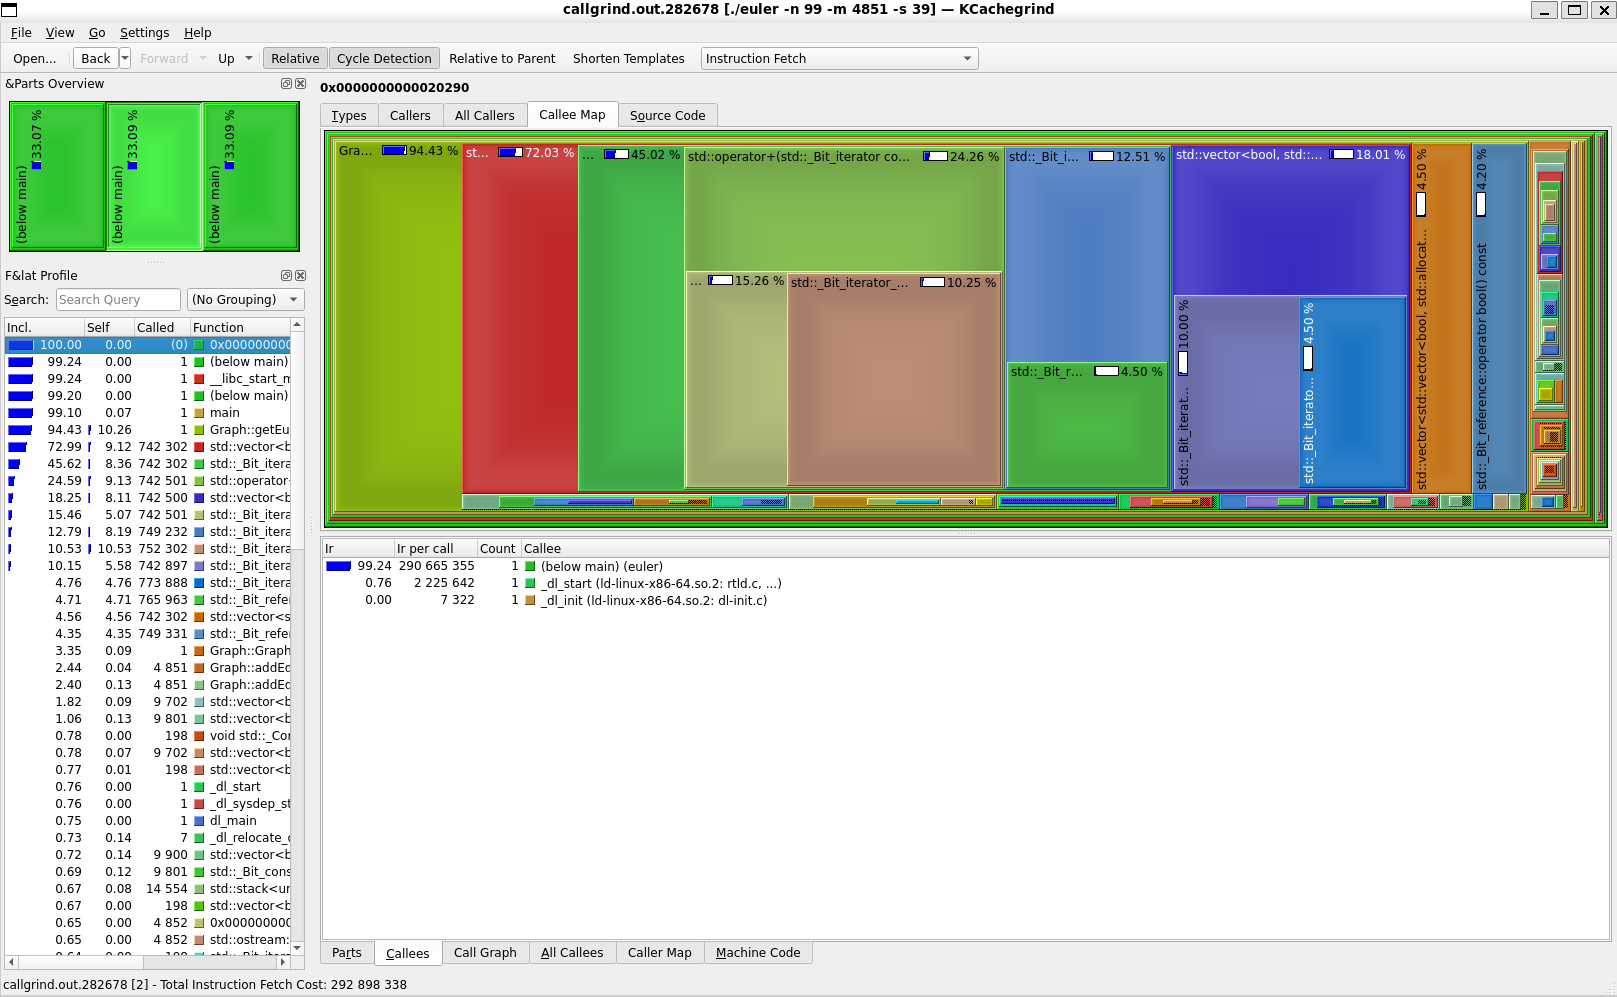 callgrind.out.282678 [./euler -n 99 -m 4851 -s 39] — KCachegrind
File View Go Settings Help
Open... Back Forward Up Relative Cycle Detection Relative to Parent Shorten Templates Instruction Fetch
&Parts Overview
(below main) 33.07 %
(below main) 33.09 %
(below main) 33.09 %
F&lat Profile
Search: Search Query (No Grouping)
Incl. Self Called Function
100.00 0.00 (0) 0x000000000
99.24 0.00 1 (below main)
99.24 0.00 1 __libc_start_m
99.20 0.00 1 (below main)
99.10 0.07 1 main
94.43 10.26 1 Graph::getEu
72.99 9.12 742 302 std::vector<b
45.62 8.36 742 302 std::_Bit_itera
24.59 9.13 742 501 std::operator
18.25 8.11 742 500 std::vector<b
15.46 5.07 742 501 std::_Bit_itera
12.79 8.19 749 232 std::_Bit_itera
10.53 10.53 752 302 std::_Bit_itera
10.15 5.58 742 897 std::_Bit_itera
4.76 4.76 773 888 std::_Bit_itera
4.71 4.71 765 963 std::_Bit_refer
4.56 4.56 742 302 std::vector<s
4.35 4.35 749 331 std::_Bit_refer
3.35 0.09 1 Graph::Graph
2.44 0.04 4 851 Graph::addEd
2.40 0.13 4 851 Graph::addEd
1.82 0.09 9 702 std::vector<b
1.06 0.13 9 801 std::vector<b
0.78 0.00 198 void std::_Cor
0.78 0.07 9 702 std::vector<b
0.77 0.01 198 std::vector<b
0.76 0.00 1 _dl_start
0.76 0.00 1 _dl_sysdep_st
0.75 0.00 1 dl_main
0.73 0.14 7 _dl_relocate_o
0.72 0.14 9 900 std::vector<b
0.69 0.12 9 801 std::_Bit_cons
0.67 0.08 14 554 std::stack<un
0.67 0.00 198 std::vector<b
0.65 0.00 4 852 0x000000000
0.65 0.00 4 852 std::ostream:
0x0000000000020290
Types Callers All Callers Callee Map Source Code
Gra... 94.43 %
st... 72.03 %
... 45.02 %
std::operator+(std::_Bit_iterator co... 24.26 %
std::_Bit_i... 12.51 %
std::vector<bool, std::... 18.01 %
std::vector<std::vector<bool, std::allocat... 4.50 %
std::_Bit_reference::operator bool() const 4.20 %
... 15.26 %
std::_Bit_iterator_... 10.25 %
std::_Bit_r... 4.50 %
std::_Bit_iterat... 10.00 %
std::_Bit_iterato... 4.50 %
Ir Ir per call Count Callee
99.24 290 665 355 1 (below main) (euler)
0.76 2 225 642 1 _dl_start (ld-linux-x86-64.so.2: rtld.c, ...)
0.00 7 322 1 _dl_init (ld-linux-x86-64.so.2: dl-init.c)
Parts Callees Call Graph All Callees Caller Map Machine Code
callgrind.out.282678 [2] - Total Instruction Fetch Cost: 292 898 338